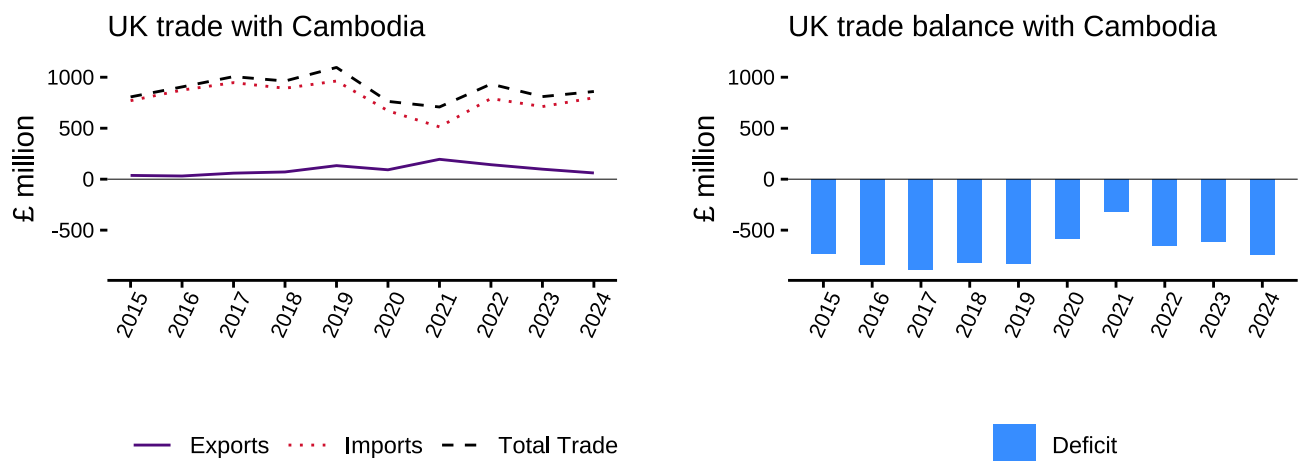 UK trade with Cambodia
£ million
1000
500
0
-500
2015 2016 2017 2018 2019 2020 2021 2022 2023 2024
Exports Imports Total Trade
UK trade balance with Cambodia
£ million
1000
500
0
-500
2015 2016 2017 2018 2019 2020 2021 2022 2023 2024
Deficit